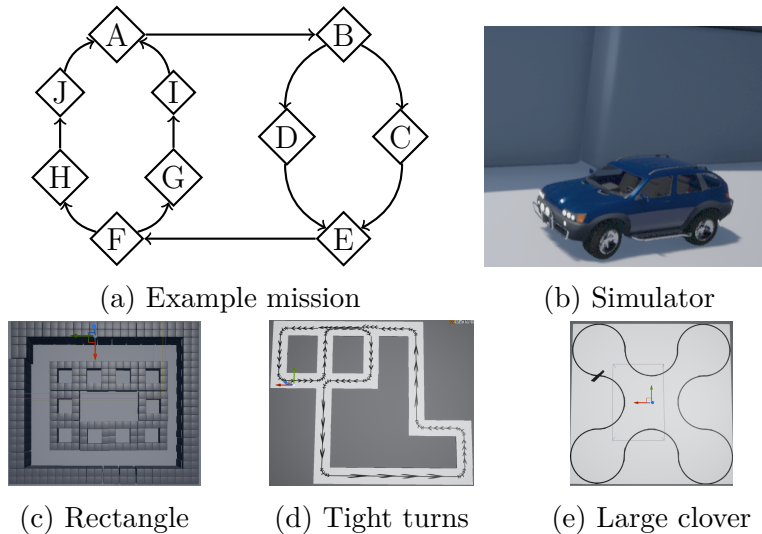 A
B
J
I
D
C
H
G
F
E
(a) Example mission
(b) Simulator
(c) Rectangle
(d) Tight turns
(e) Large clover